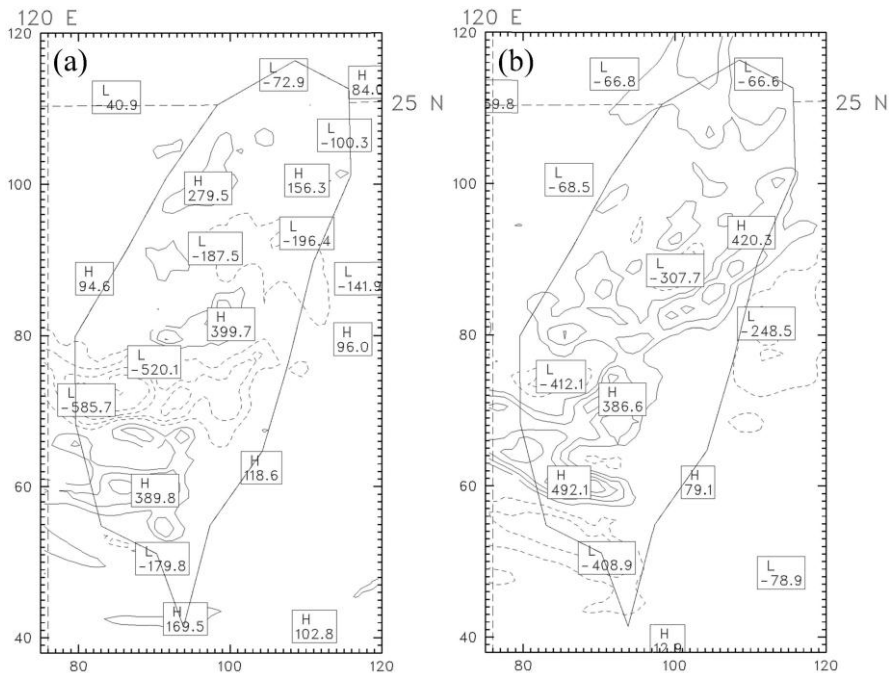 120 E
(a)
L
-40.9
L
-72.9
H
84.0
L
-100.3
H
279.5
H
156.3
L
-187.5
L
-196.4
H
94.6
L
-141.9
H
399.7
H
96.0
L
-520.1
L
-585.7
H
118.6
H
389.8
L
-179.8
H
169.5
H
102.8
100
80
60
40
80 100 120
120 E
(b)
25 N
L
-66.8
L
-66.6
L
-68.5
H
420.3
L
-307.7
L
-248.5
L
-412.1
H
386.6
H
492.1
H
79.1
L
-408.9
L
-78.9
H
120
100
80
60
40
80 100 120
25 N